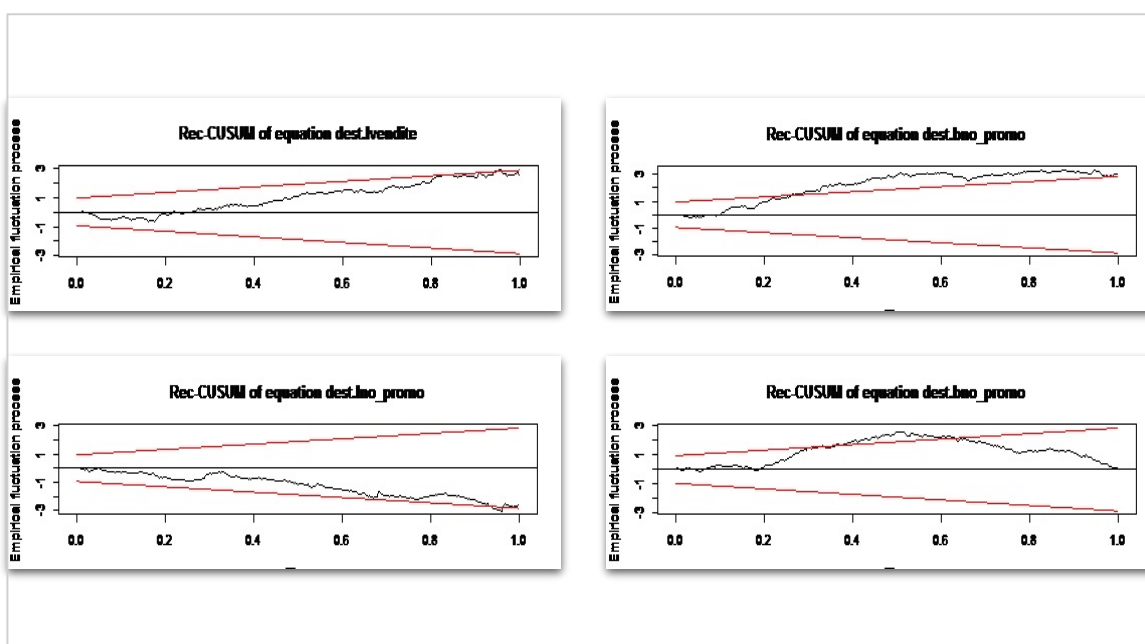 Rec-CUSUM of equation dest.lvendite
Empirical fluctuation process
3
1
-1
-3
0.0 0.2 0.4 0.6 0.8 1.0
Rec-CUSUM of equation dest.bno_promo
Empirical fluctuation process
3
1
-1
-3
0.0 0.2 0.4 0.6 0.8 1.0
Rec-CUSUM of equation dest.lno_promo
Empirical fluctuation process
3
1
-1
-3
0.0 0.2 0.4 0.6 0.8 1.0
Rec-CUSUM of equation dest.bno_promo
Empirical fluctuation process
3
1
-1
-3
0.0 0.2 0.4 0.6 0.8 1.0